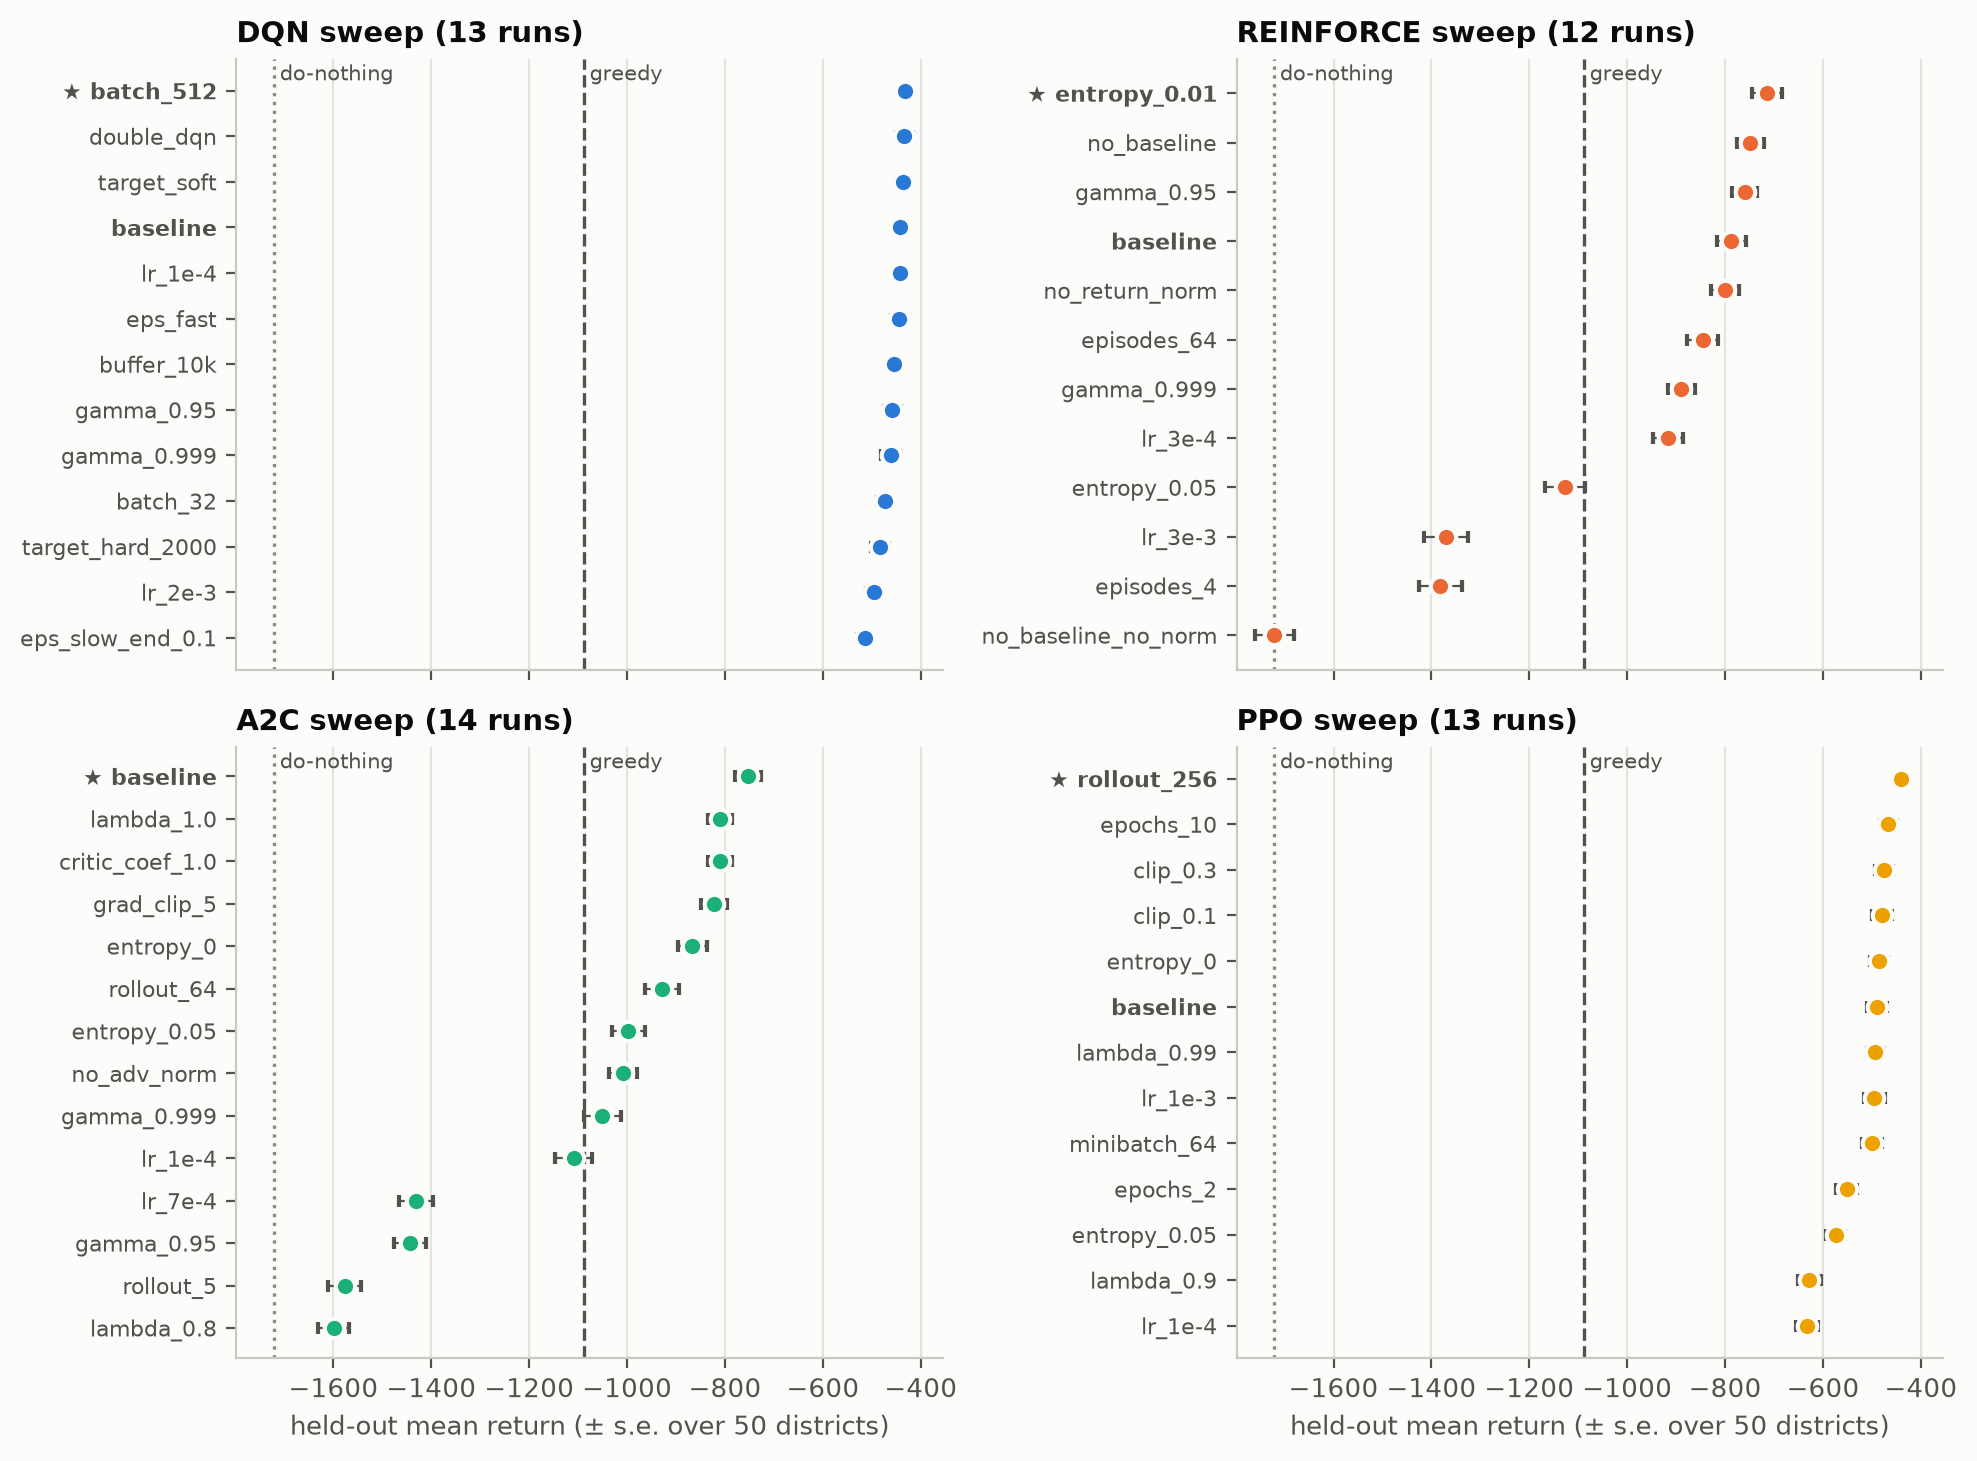 DQN sweep (13 runs)
do-nothing
greedy
★ batch_512
double_dqn
target_soft
baseline
lr_1e-4
eps_fast
buffer_10k
gamma_0.95
gamma_0.999
batch_32
target_hard_2000
lr_2e-3
eps_slow_end_0.1
REINFORCE sweep (12 runs)
do-nothing
greedy
★ entropy_0.01
no_baseline
gamma_0.95
baseline
no_return_norm
episodes_64
gamma_0.999
lr_3e-4
entropy_0.05
lr_3e-3
episodes_4
no_baseline_no_norm
A2C sweep (14 runs)
do-nothing
greedy
★ baseline
lambda_1.0
critic_coef_1.0
grad_clip_5
entropy_0
rollout_64
entropy_0.05
no_adv_norm
gamma_0.999
lr_1e-4
lr_7e-4
gamma_0.95
rollout_5
lambda_0.8
−1600 −1400 −1200 −1000 −800 −600 −400
held-out mean return (± s.e. over 50 districts)
PPO sweep (13 runs)
do-nothing
greedy
★ rollout_256
epochs_10
clip_0.3
clip_0.1
entropy_0
baseline
lambda_0.99
lr_1e-3
minibatch_64
epochs_2
entropy_0.05
lambda_0.9
lr_1e-4
−1600 −1400 −1200 −1000 −800 −600 −400
held-out mean return (± s.e. over 50 districts)